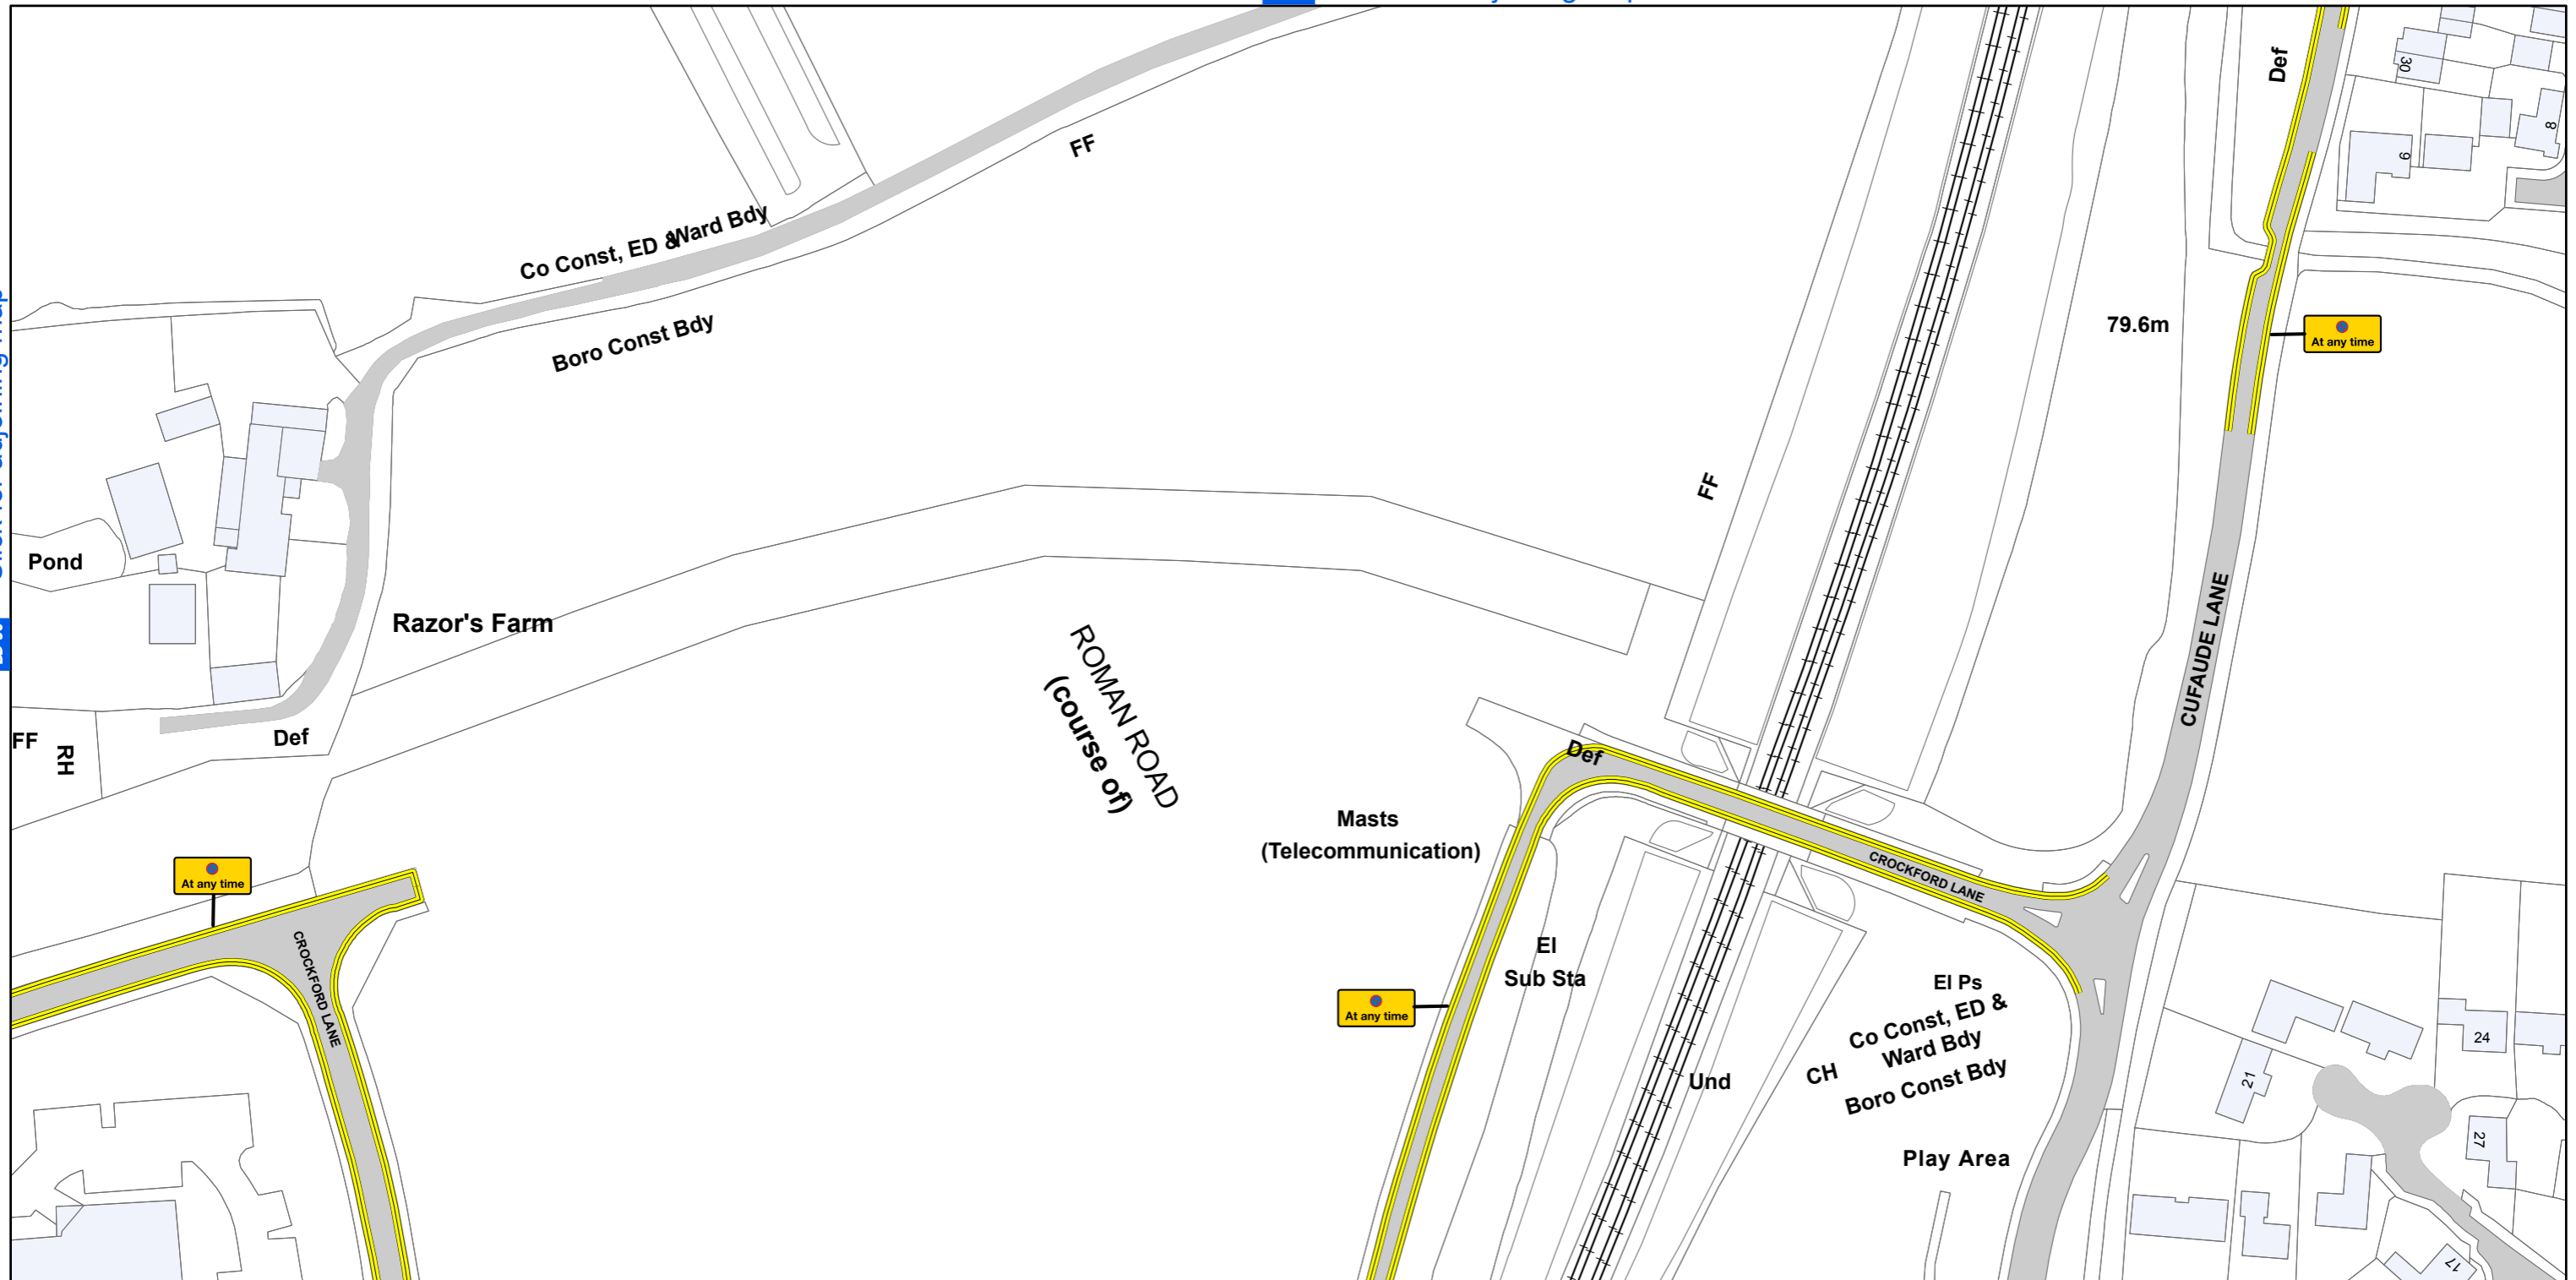 Def
30
8
9
FF
Co Const, ED &
Ward Bdy
Boro Const Bdy
79.6m
At any time
FF
Pond
Razor's Farm
CUFAUDE LANE
ROMAN ROAD
(course of)
FF
RH
Def
Def
Masts
(Telecommunication)
At any time
CROCKFORD LANE
CROCKFORD LANE
El
Sub Sta
At any time
El Ps
Co Const, ED &
Ward Bdy
CH
Boro Const Bdy
Und
24
21
27
Play Area
17